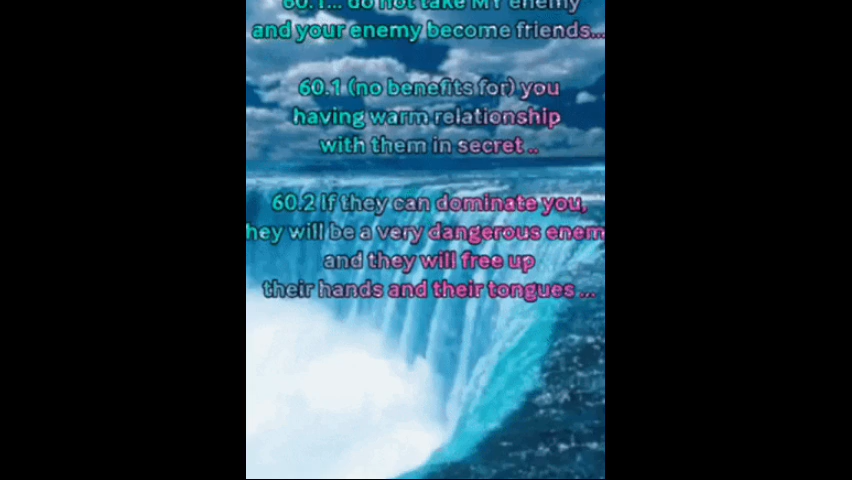 60.1... do not take MY enemy
and your enemy become friends...
60.1 (no benefits for) you
having warm relationship
with them in secret ..
60.2 If they can dominate you,
hey will be a very dangerous enem
and they will free up
their hands and their tongues ...